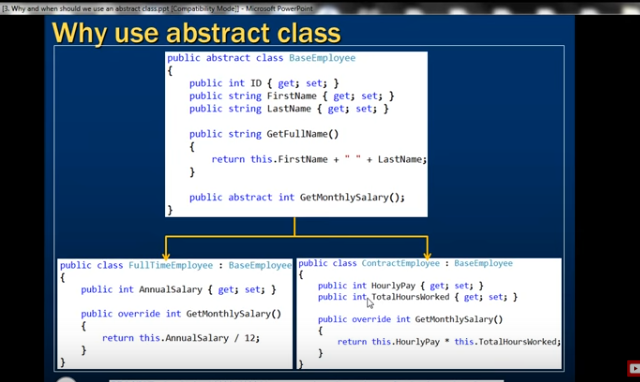 [3. Why and when should we use an abstract class.ppt [Compatibility Mode]] - Microsoft PowerPoint
Why use abstract class
public abstract class BaseEmployee
{
public int ID { get; set; }
public string FirstName { get; set; }
public string LastName { get; set; }
public string GetFullName()
{
return this.FirstName + " " + LastName;
}
public abstract int GetMonthlySalary();
}
public class FullTimeEmployee : BaseEmployee
{
public int AnnualSalary { get; set; }
public override int GetMonthlySalary()
{
return this.AnnualSalary / 12;
}
}
public class ContractEmployee : BaseEmployee
{
public int HourlyPay { get; set; }
public int TotalHoursWorked { get; set; }
public override int GetMonthlySalary()
{
return this.HourlyPay * this.TotalHoursWorked;
}
}